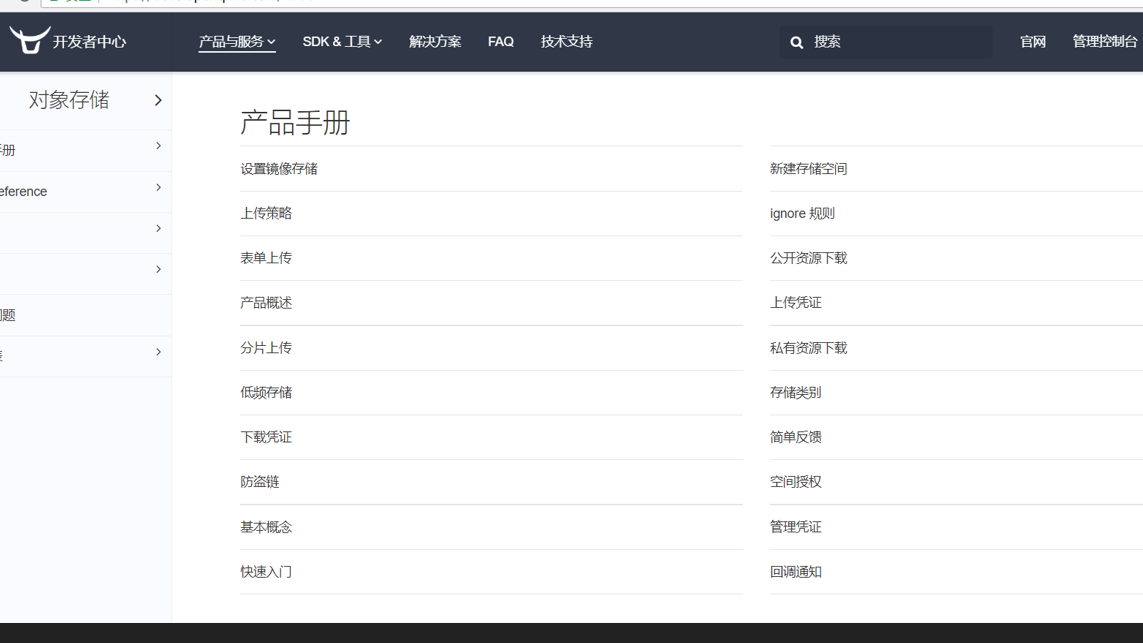 开发者中心
产品与服务
SDK & 工具
解决方案
FAQ
技术支持
搜索
官网
管理控制台
对象存储
eference
产品手册
设置镜像存储
新建存储空间
上传策略
ignore 规则
表单上传
公开资源下载
产品概述
上传凭证
分片上传
私有资源下载
低频存储
存储类别
下载凭证
简单反馈
防盗链
空间授权
基本概念
管理凭证
快速入门
回调通知